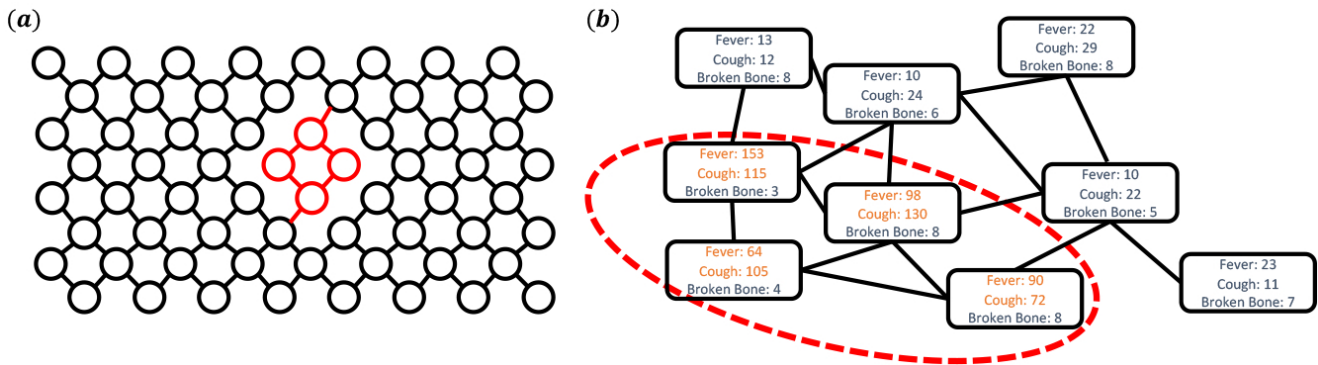 (a)
(b)
Fever: 13
Cough: 12
Broken Bone: 8
Fever: 10
Cough: 24
Broken Bone: 6
Fever: 22
Cough: 29
Broken Bone: 8
Fever: 153
Cough: 115
Broken Bone: 3
Fever: 98
Cough: 130
Broken Bone: 8
Fever: 10
Cough: 22
Broken Bone: 5
Fever: 64
Cough: 105
Broken Bone: 4
Fever: 90
Cough: 72
Broken Bone: 8
Fever: 23
Cough: 11
Broken Bone: 7